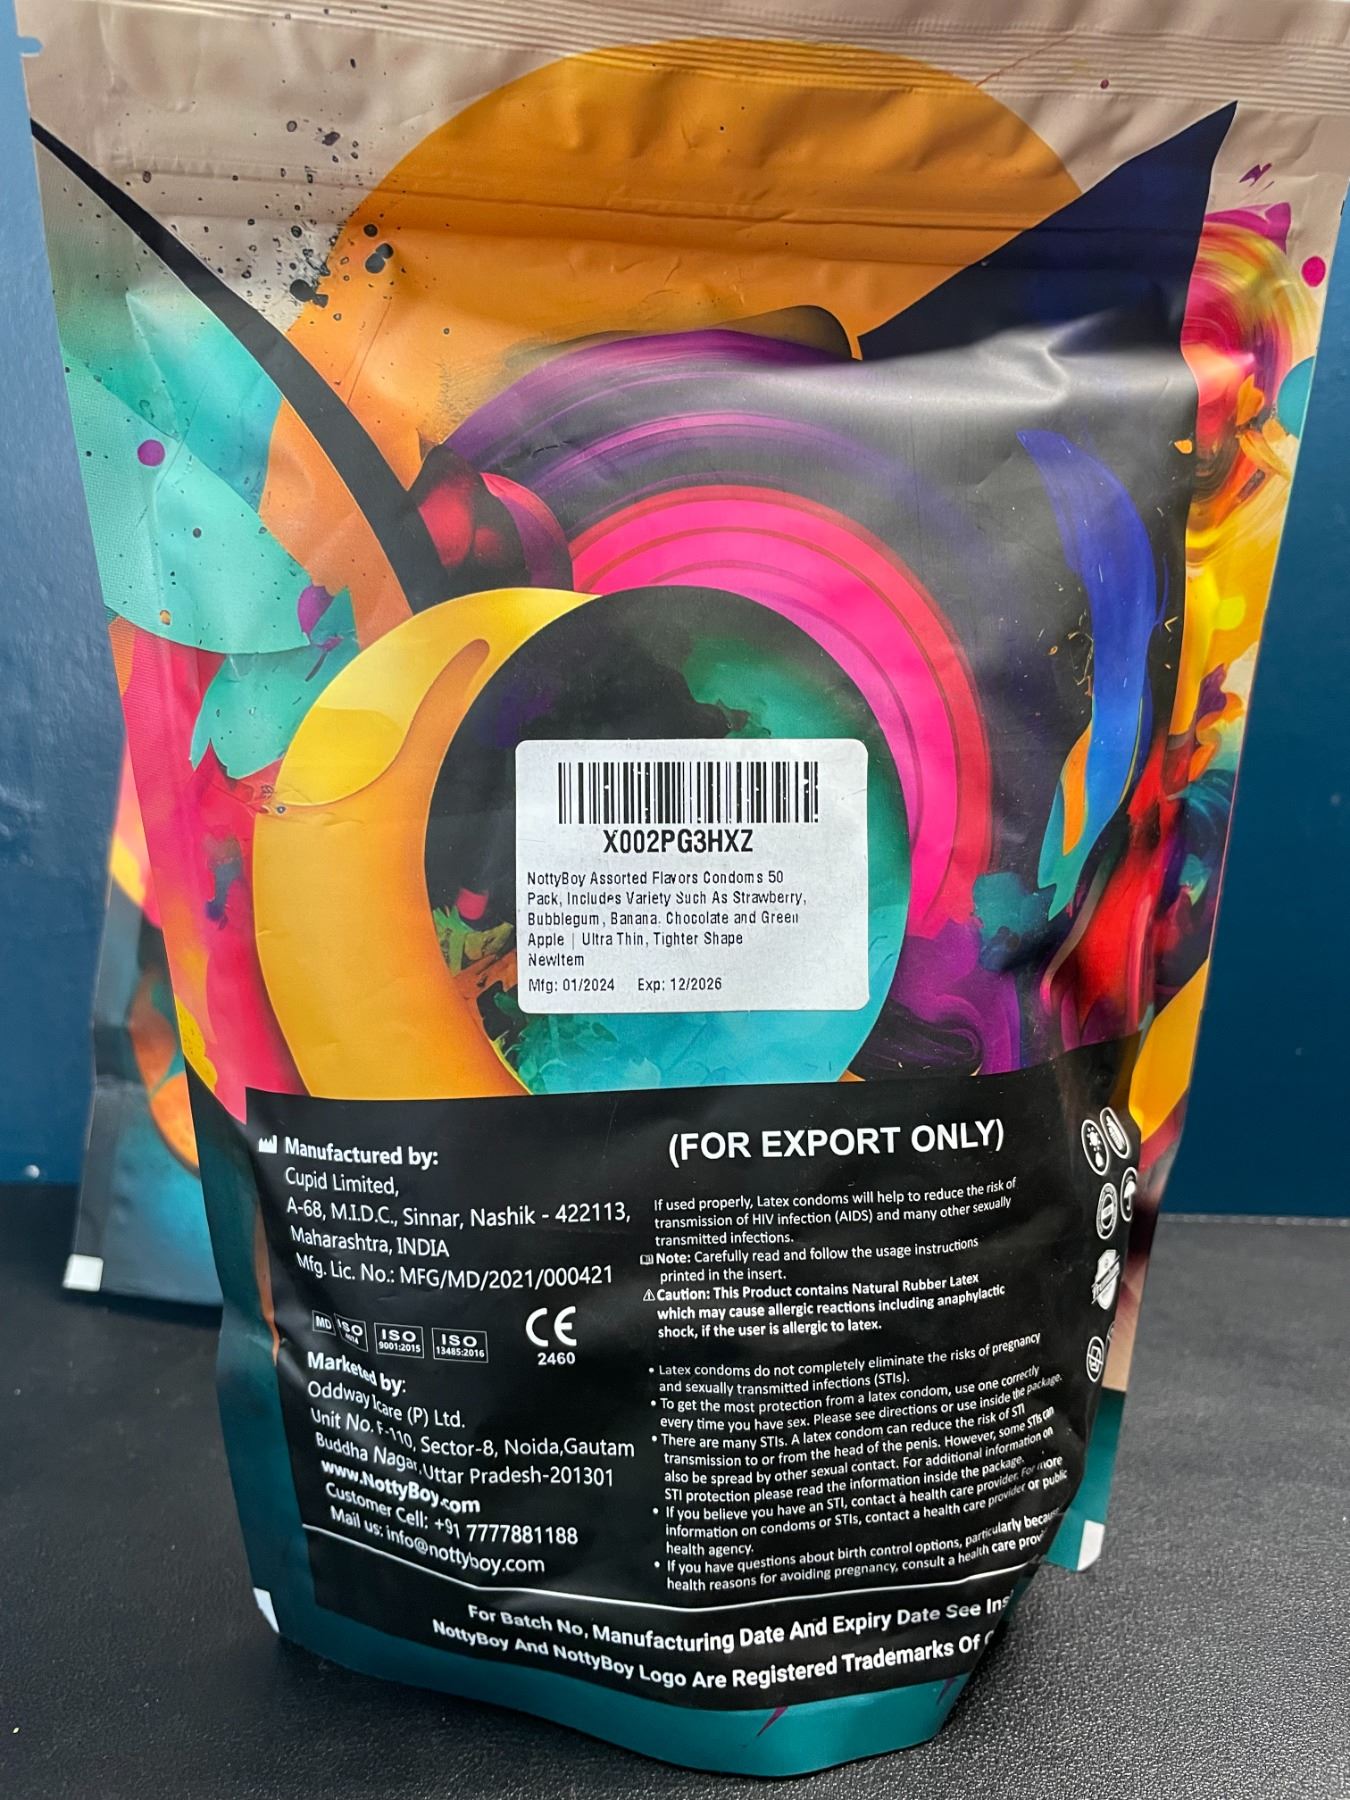 X002PG3HXZ
NottyBoy Assorted Flavors Condoms 50
Pack, Includes Variety Such As Strawberry,
Bubblegum, Banana. Chocolate and Green
Apple | Ultra Thin, Tighter Shape
NewItem
Mfg: 01/2024 Exp: 12/2026
Manufactured by:
Cupid Limited,
A-68, M.I.D.C., Sinnar, Nashik - 422113,
Maharashtra, INDIA
Mfg. Lic. No.: MFG/MD/2021/000421
MD
ISO
ISO
9001:2015
ISO
13485:2016
CE
2460
Marketed by:
Oddway Icare (P) Ltd.
Unit No. F-110, Sector-8, Noida,Gautam
Buddha Nagar,Uttar Pradesh-201301
www.NottyBoy.com
Customer Cell: +91 7777881188
Mail us: info@nottyboy.com
(FOR EXPORT ONLY)
If used properly, Latex condoms will help to reduce the risk of
transmission of HIV infection (AIDS) and many other sexually
transmitted infections.
Note: Carefully read and follow the usage instructions
printed in the insert.
Caution: This Product contains Natural Rubber Latex
which may cause allergic reactions including anaphylactic
shock, if the user is allergic to latex.
• Latex condoms do not completely eliminate the risks of pregnancy
and sexually transmitted infections (STIs).
• To get the most protection from a latex condom, use one correctly
every time you have sex. Please see directions or use inside the package.
• There are many STIs. A latex condom can reduce the risk of STI
transmission to or from the head of the penis. However, some STIs can
also be spread by other sexual contact. For additional information on
STI protection please read the information inside the package.
• If you believe you have an STI, contact a health care provider. For more
information on condoms or STIs, contact a health care provider or public
health agency.
• If you have questions about birth control options, particularly
health reasons for avoiding pregnancy, consult a health care
For Batch No, Manufacturing Date And Expiry Date See
NottyBoy And NottyBoy Logo Are Registered Trademarks Of